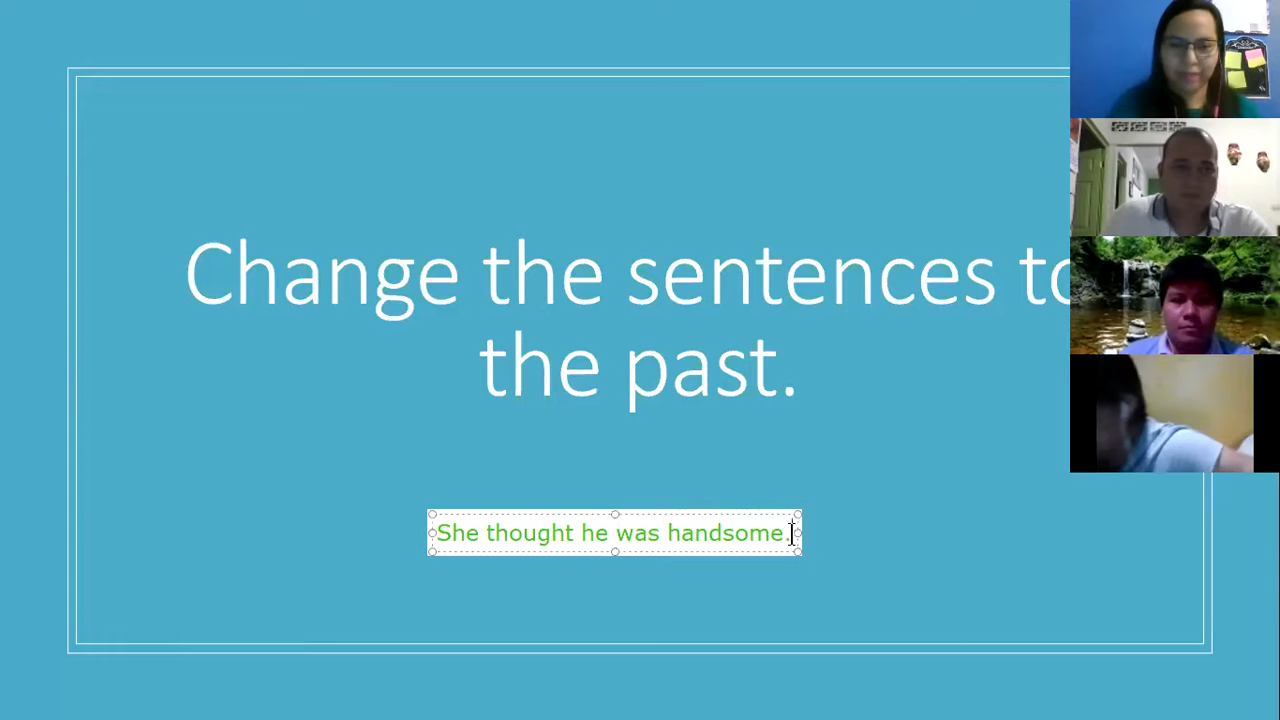 Change the sentences to
the past.
She thought he was handsome.